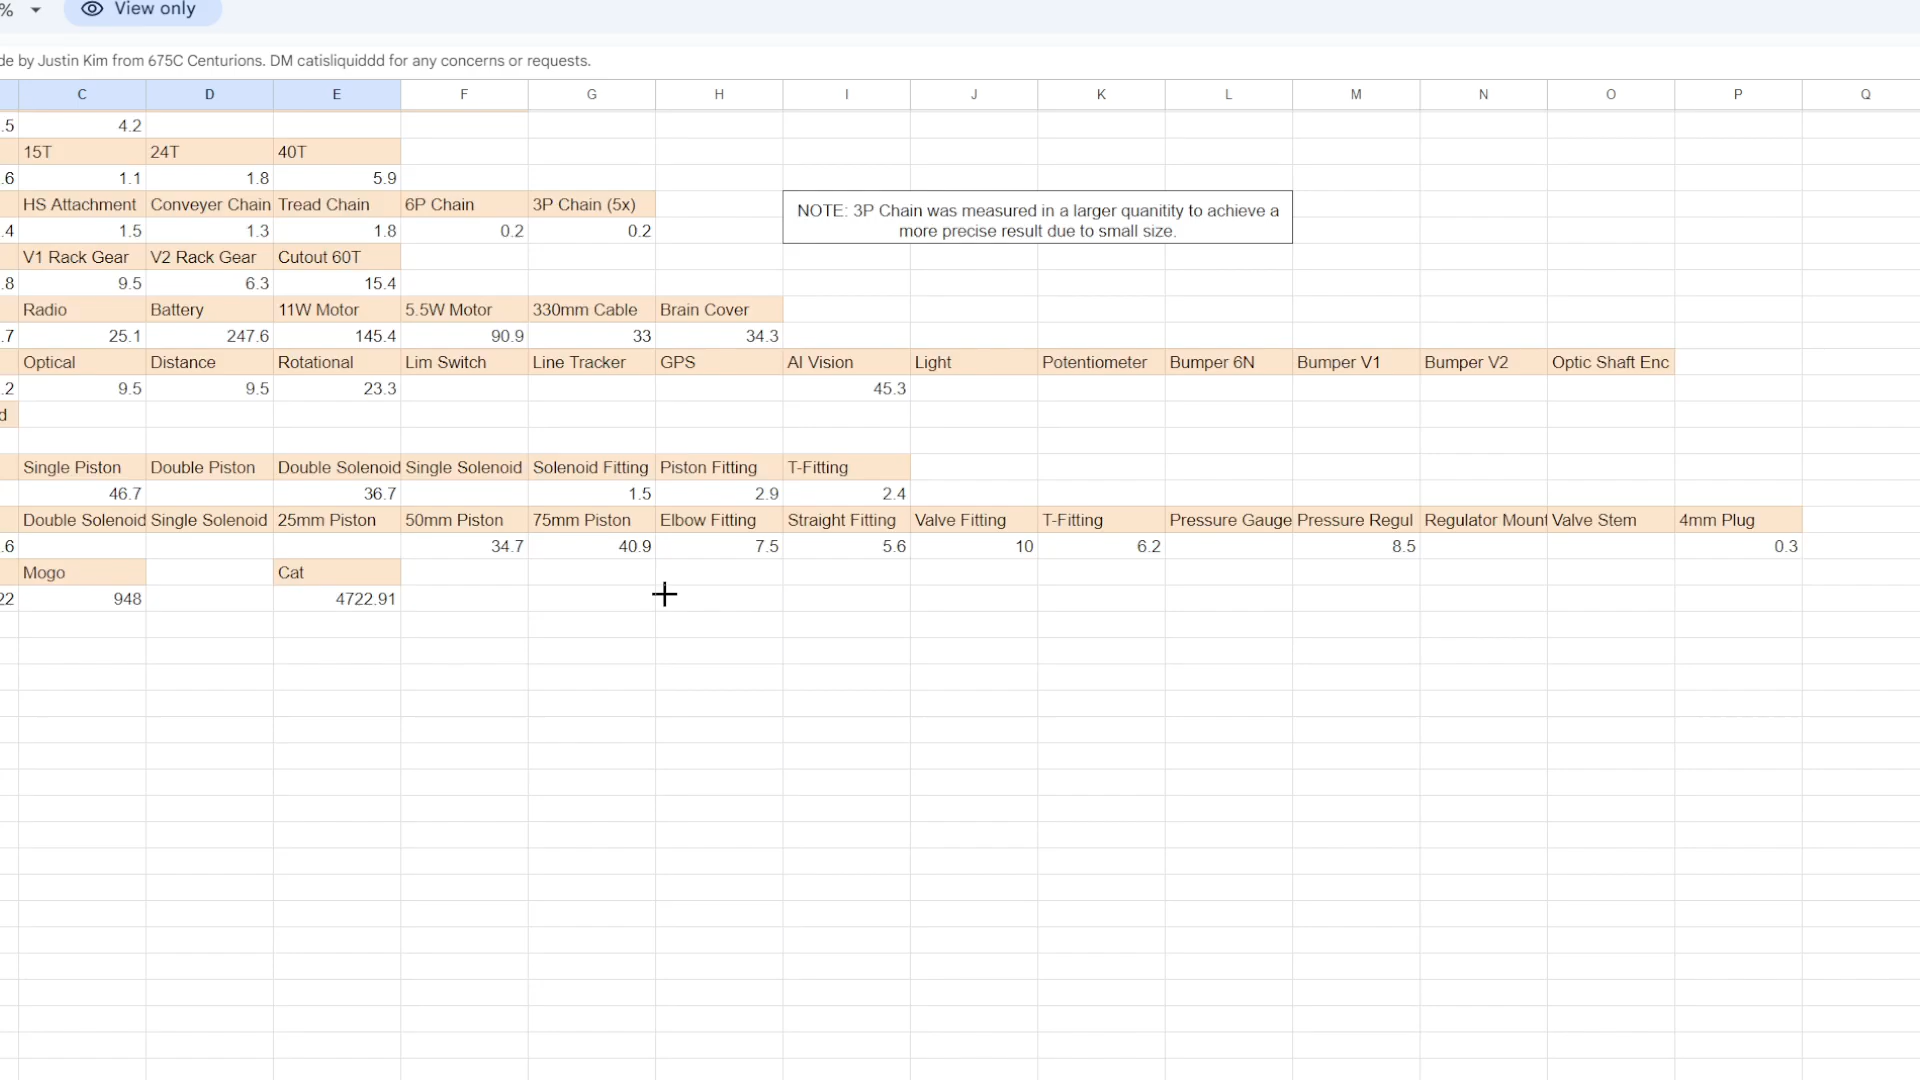 % View only
de by Justin Kim from 675C Centurions. DM catisliquiddd for any concerns or requests.
C D E F G H I J K L M N O P Q
.5 4.2
15T 24T 40T
.6 1.1 1.8 5.9
HS Attachment Conveyer Chain Tread Chain 6P Chain 3P Chain (5x)
NOTE: 3P Chain was measured in a larger quanitity to achieve a
more precise result due to small size.
.4 1.5 1.3 1.8 0.2 0.2
V1 Rack Gear V2 Rack Gear Cutout 60T
.8 9.5 6.3 15.4
Radio Battery 11W Motor 5.5W Motor 330mm Cable Brain Cover
.7 25.1 247.6 145.4 90.9 33 34.3
Optical Distance Rotational Lim Switch Line Tracker GPS AI Vision Light Potentiometer Bumper 6N Bumper V1 Bumper V2 Optic Shaft Enc
.2 9.5 9.5 23.3 45.3
d
Single Piston Double Piston Double Solenoid Single Solenoid Solenoid Fitting Piston Fitting T-Fitting
46.7 36.7 1.5 2.9 2.4
Double Solenoid Single Solenoid 25mm Piston 50mm Piston 75mm Piston Elbow Fitting Straight Fitting Valve Fitting T-Fitting Pressure Gauge Pressure Regul Regulator Mount Valve Stem 4mm Plug
.6 34.7 40.9 7.5 5.6 10 6.2 8.5 0.3
Mogo Cat
22 948 4722.91